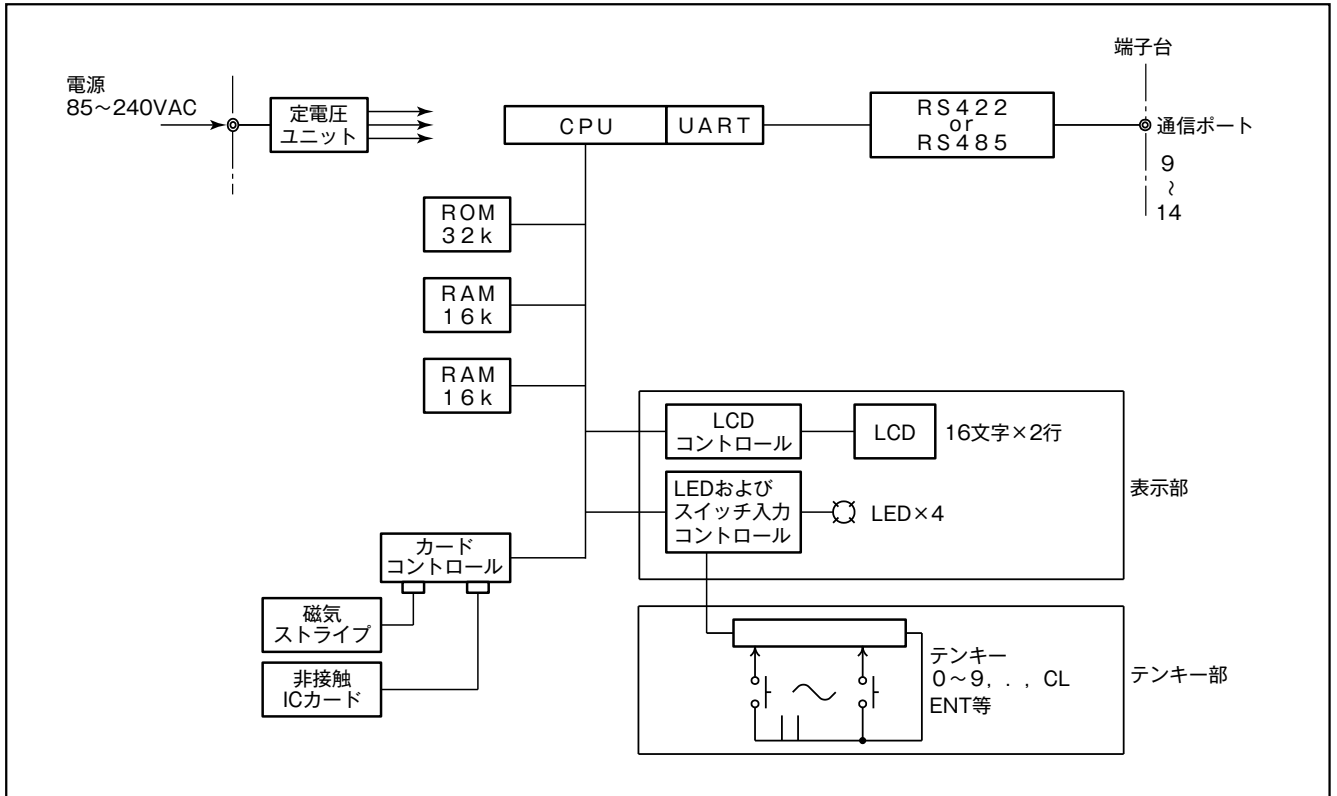 端子台
電源
85～240VAC
定電圧
ユニット
CPU
UART
RS422
or
RS485
通信ポート
9
～
14
ROM
32k
RAM
16k
RAM
16k
LCD
コントロール
LCD
16文字×2行
LEDおよび
スイッチ入力
コントロール
LED×4
表示部
カード
コントロール
磁気
ストライプ
非接触
ICカード
テンキー
0～9, . , CL
ENT等
テンキー部